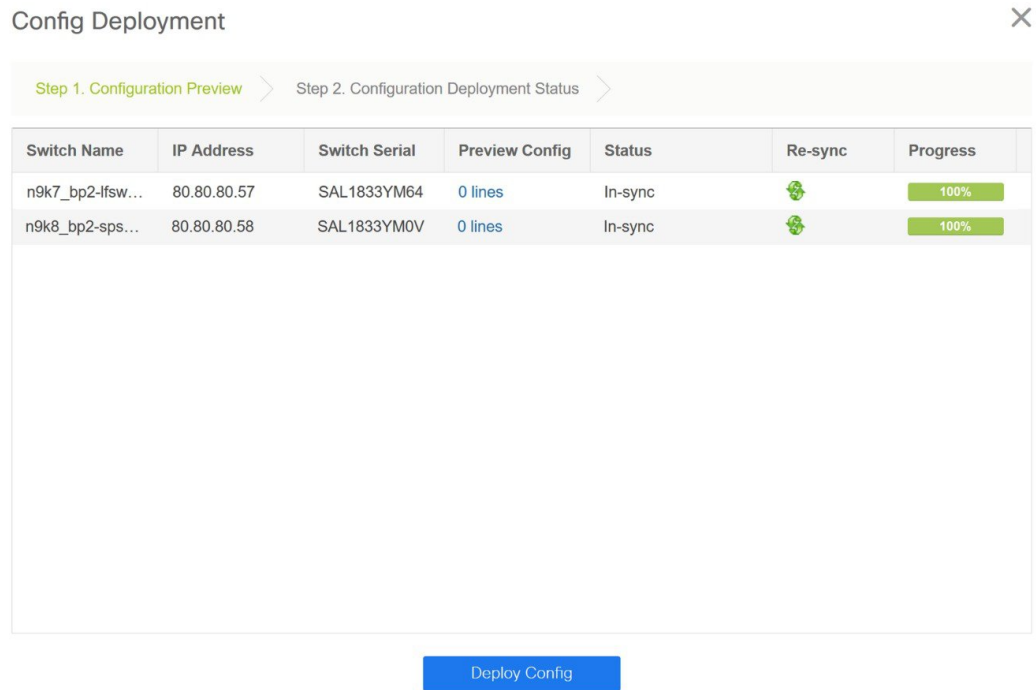 Config Deployment
Step 1. Configuration Preview Step 2. Configuration Deployment Status
Switch Name IP Address Switch Serial Preview Config Status Re-sync Progress
n9k7_bp2-lfsw... 80.80.80.57 SAL1833YM64 0 lines In-sync 100%
n9k8_bp2-sps... 80.80.80.58 SAL1833YM0V 0 lines In-sync 100%
Deploy Config